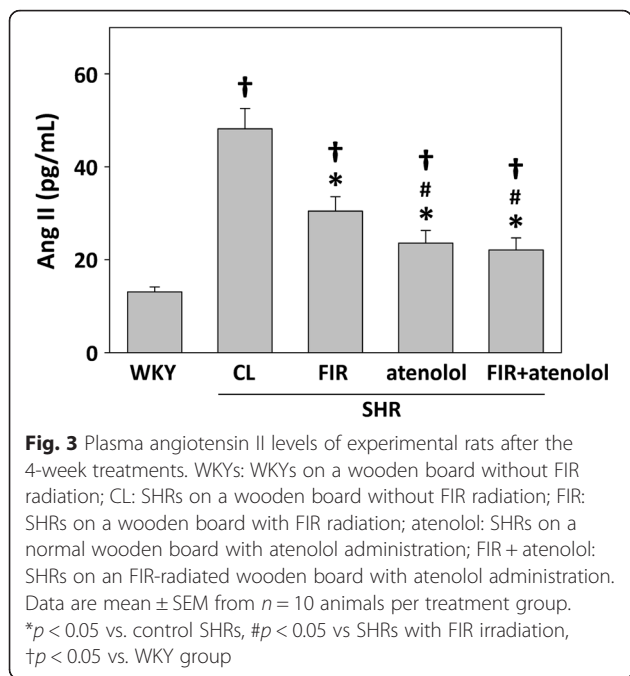 60
40
20
0
Ang II (pg/mL)
†
† † †
* # #
* *
WKY CL FIR atenolol FIR+atenolol
SHR
Fig. 3 Plasma angiotensin II levels of experimental rats after the
4-week treatments. WKYs: WKYs on a wooden board without FIR
radiation; CL: SHRs on a wooden board without FIR radiation; FIR:
SHRs on a wooden board with FIR radiation; atenolol: SHRs on a
normal wooden board with atenolol administration; FIR + atenolol:
SHRs on an FIR-radiated wooden board with atenolol administration.
Data are mean ± SEM from n = 10 animals per treatment group.
*p < 0.05 vs. control SHRs, #p < 0.05 vs SHRs with FIR irradiation,
†p < 0.05 vs. WKY group